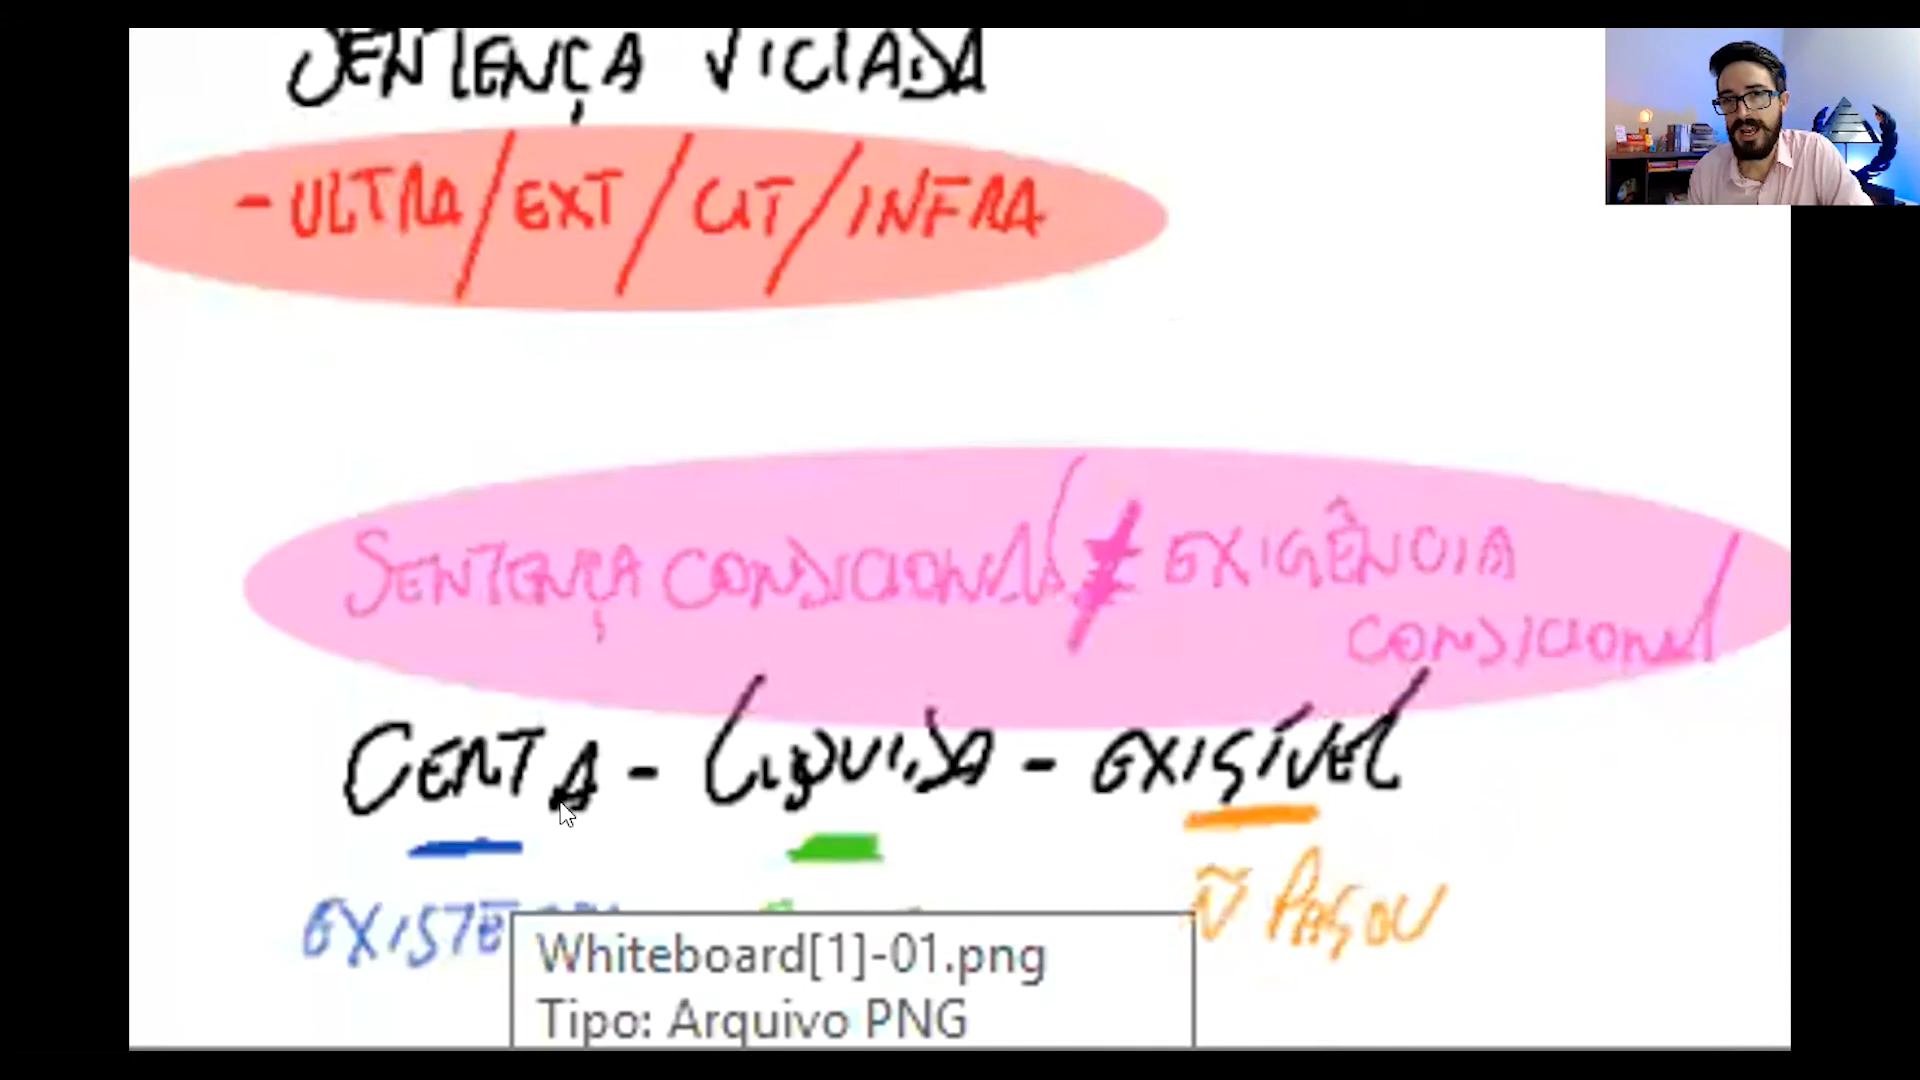 SENTENÇA VICIADA
- ULTRA / EXT / CIT / INFRA
SENTENÇA CONDICIONAL ≠ EXIGÊNCIA
CONDICIONAL
CERTA - LÍQUIDA - EXIGÍVEL
Ñ PAGOU
Whiteboard[1]-01.png
Tipo: Arquivo PNG